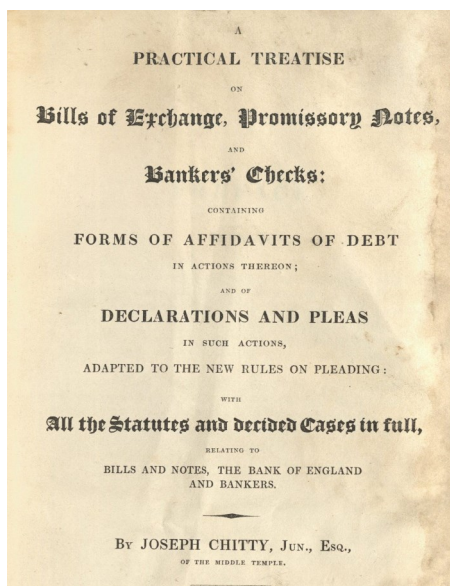 A
PRACTICAL TREATISE
ON
Bills of Exchange, Promissory Notes,
AND
Bankers' Checks:
CONTAINING
FORMS OF AFFIDAVITS OF DEBT
IN ACTIONS THEREON;
AND OF
DECLARATIONS AND PLEAS
IN SUCH ACTIONS,
ADAPTED TO THE NEW RULES ON PLEADING:
WITH
All the Statutes and decided Cases in full,
RELATING TO
BILLS AND NOTES, THE BANK OF ENGLAND
AND BANKERS.
BY JOSEPH CHITTY, JUN., ESQ.,
OF THE MIDDLE TEMPLE.